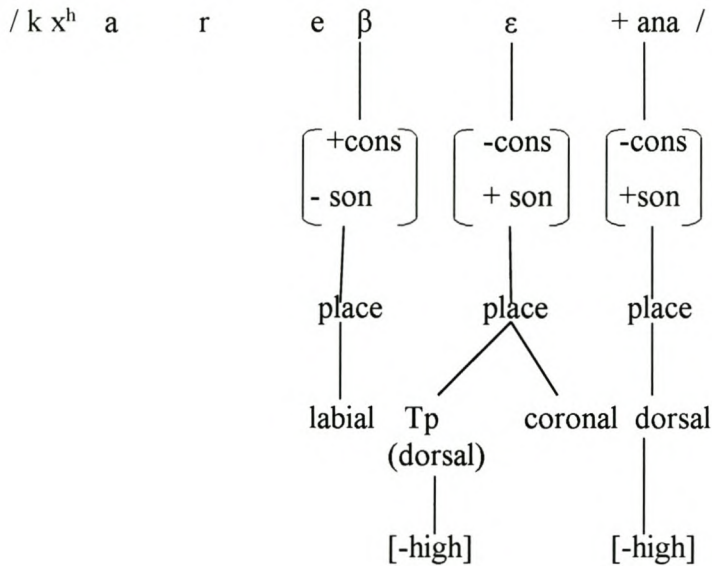 / k xʰ a r e β ε + ana /
+cons -cons -cons
- son + son +son
place place place
labial Tp coronal dorsal
(dorsal)
[-high] [-high]